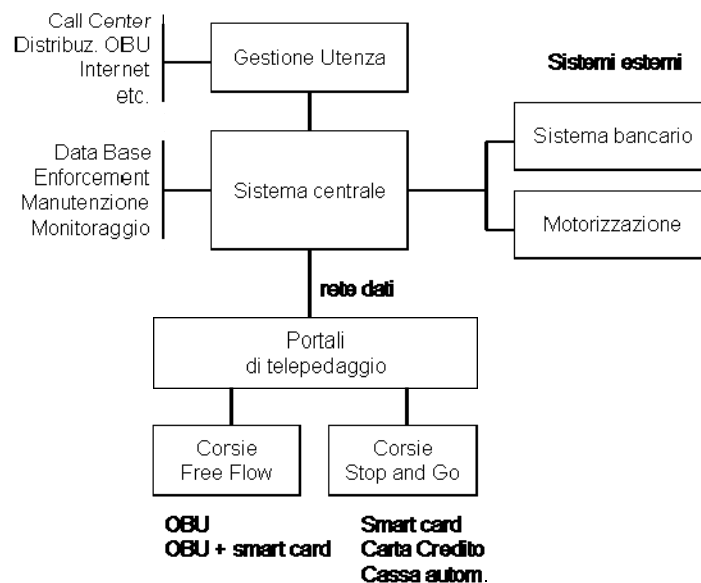 Call Center
Distribuz. OBU
Internet
etc.
Gestione Utenza
Sistemi esterni
Sistema bancario
Data Base
Enforcement
Manutenzione
Monitoraggio
Sistema centrale
Motorizzazione
rete dati
Portali
di telepedaggio
Corsie
Free Flow
Corsie
Stop and Go
OBU
OBU + smart card
Smart card
Carta Credito
Cassa autom.